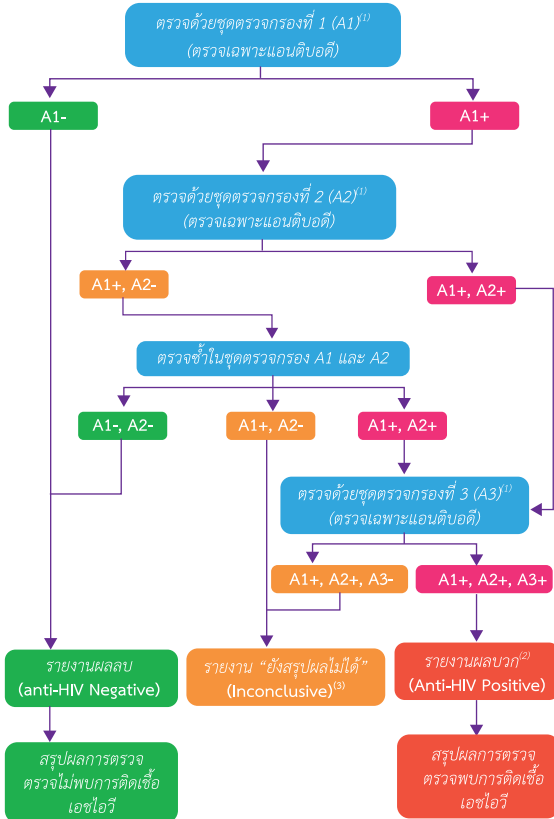 ตรวจด้วยชุดตรวจกรองที่ 1 (A1)⁽¹⁾
(ตรวจเฉพาะแอนติบอดี)
A1-
A1+
ตรวจด้วยชุดตรวจกรองที่ 2 (A2)⁽¹⁾
(ตรวจเฉพาะแอนติบอดี)
A1+, A2-
A1+, A2+
ตรวจซ้ำในชุดตรวจกรอง A1 และ A2
A1-, A2-
A1+, A2-
A1+, A2+
ตรวจด้วยชุดตรวจกรองที่ 3 (A3)⁽¹⁾
(ตรวจเฉพาะแอนติบอดี)
A1+, A2+, A3-
A1+, A2+, A3+
รายงานผลลบ
(anti-HIV Negative)
รายงาน “ยังสรุปผลไม่ได้”
(Inconclusive)⁽³⁾
รายงานผลบวก⁽²⁾
(Anti-HIV Positive)
สรุปผลการตรวจ
ตรวจไม่พบการติดเชื้อ
เอชไอวี
สรุปผลการตรวจ
ตรวจพบการติดเชื้อ
เอชไอวี